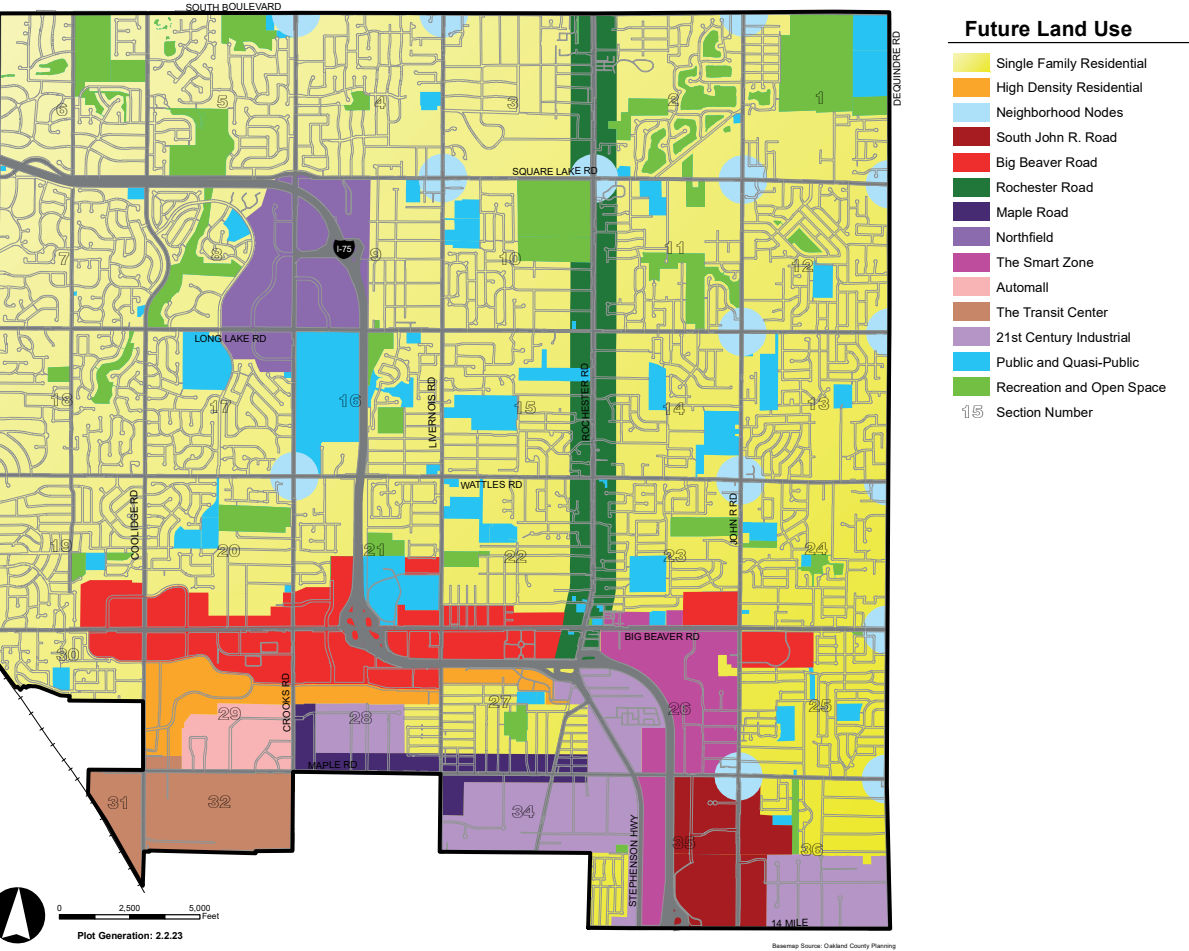 SOUTH BOULEVARD
DEQUINDRE RD
Future Land Use
Single Family Residential
High Density Residential
Neighborhood Nodes
South John R. Road
Big Beaver Road
Rochester Road
Maple Road
Northfield
The Smart Zone
Automall
The Transit Center
21st Century Industrial
Public and Quasi-Public
Recreation and Open Space
15 Section Number
6
5
4
3
2
1
SQUARE LAKE RD
I-75
7
8
9
10
11
12
LONG LAKE RD
LIVERNOIS RD
ROCHESTER RD
18
17
16
15
14
13
WATTLES RD
COOLIDGE RD
JOHN R RD
19
20
21
22
23
24
BIG BEAVER RD
30
CROOKS RD
29
28
27
26
25
MAPLE RD
31
32
34
STEPHENSON HWY
35
36
14 MILE
0 2,500 5,000
Feet
Plot Generation: 2.2.23
Basemap Source: Oakland County Planning